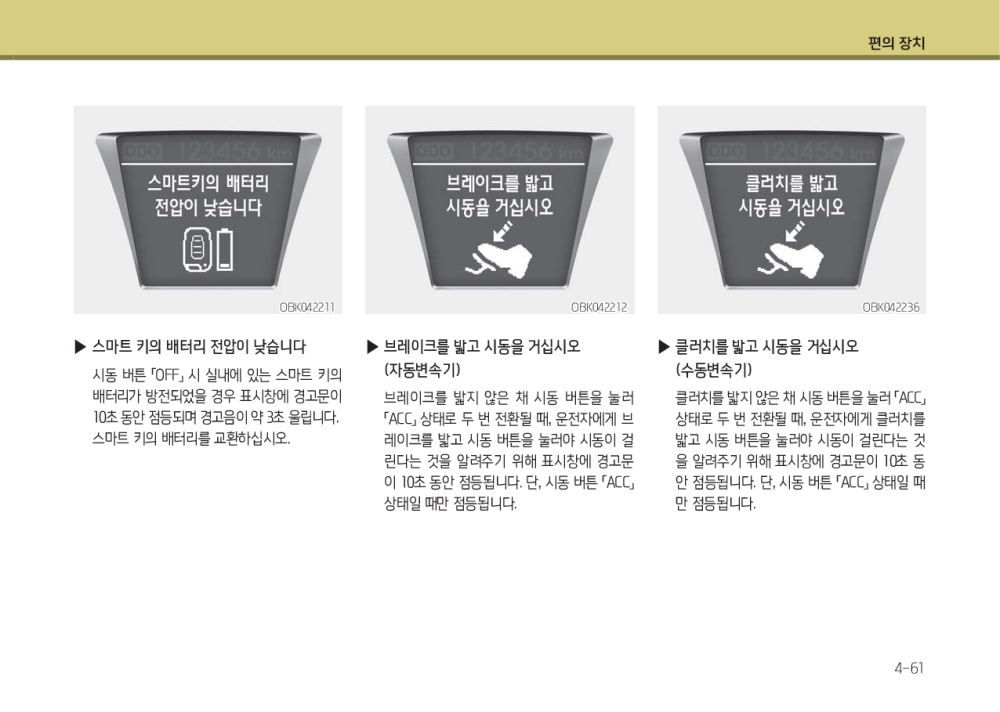 편의 장치
ODO 123456 km
스마트키의 배터리
전압이 낮습니다
OBK042211
▶ 스마트 키의 배터리 전압이 낮습니다
시동 버튼 「OFF」 시 실내에 있는 스마트 키의
배터리가 방전되었을 경우 표시창에 경고문이
10초 동안 점등되며 경고음이 약 3초 울립니다.
스마트 키의 배터리를 교환하십시오.
ODO 123456 km
브레이크를 밟고
시동을 거십시오
OBK042212
▶ 브레이크를 밟고 시동을 거십시오
(자동변속기)
브레이크를 밟지 않은 채 시동 버튼을 눌러
「ACC」 상태로 두 번 전환될 때, 운전자에게 브
레이크를 밟고 시동 버튼을 눌러야 시동이 걸
린다는 것을 알려주기 위해 표시창에 경고문
이 10초 동안 점등됩니다. 단, 시동 버튼 「ACC」
상태일 때만 점등됩니다.
ODO 123456 km
클러치를 밟고
시동을 거십시오
OBK042236
▶ 클러치를 밟고 시동을 거십시오
(수동변속기)
클러치를 밟지 않은 채 시동 버튼을 눌러 「ACC」
상태로 두 번 전환될 때, 운전자에게 클러치를
밟고 시동 버튼을 눌러야 시동이 걸린다는 것
을 알려주기 위해 표시창에 경고문이 10초 동
안 점등됩니다. 단, 시동 버튼 「ACC」 상태일 때
만 점등됩니다.
4-61